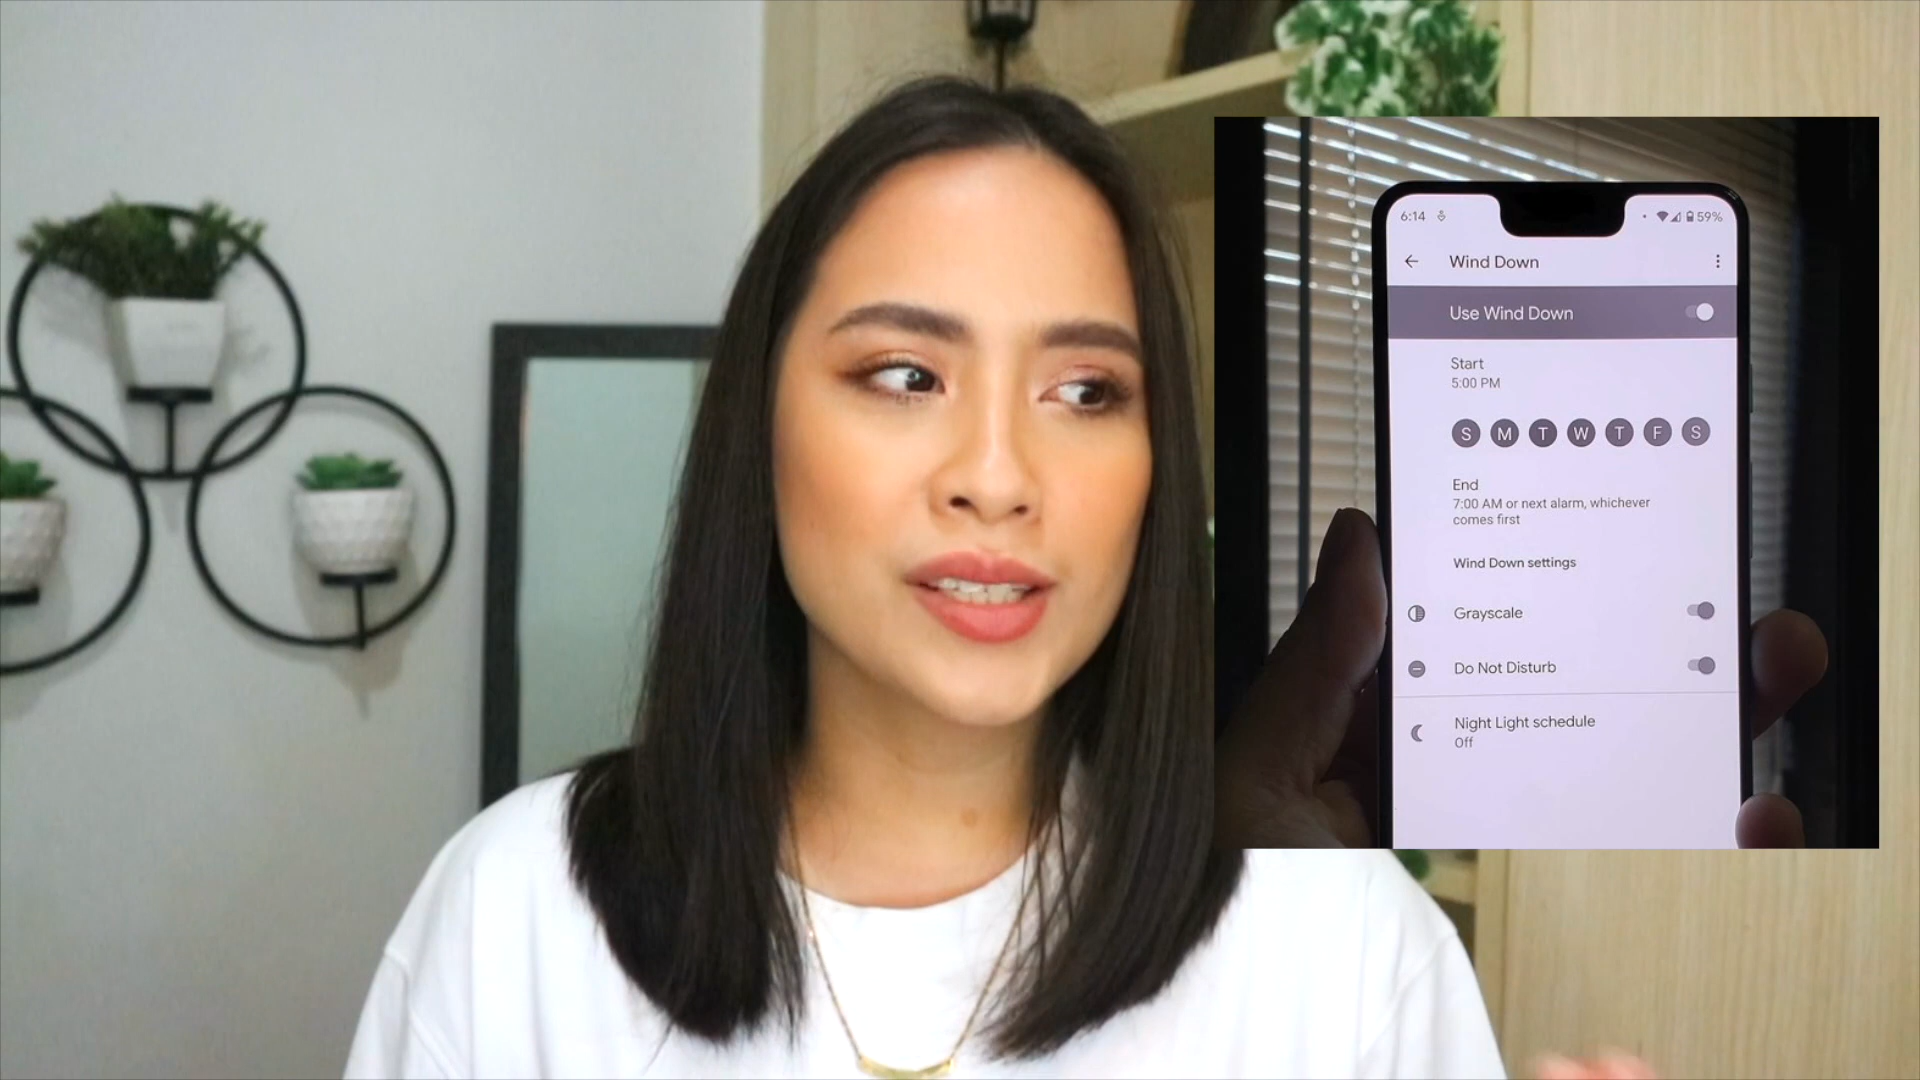 6:14 59%
Wind Down
Use Wind Down
Start
5:00 PM
S M T W T F S
End
7:00 AM or next alarm, whichever
comes first
Wind Down settings
Grayscale
Do Not Disturb
Night Light schedule
Off